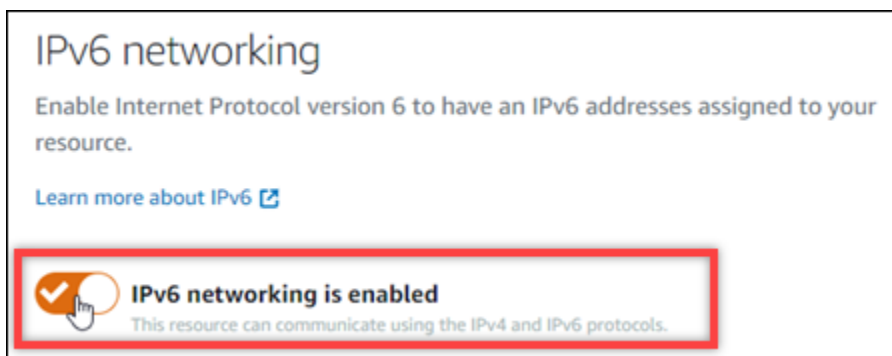 IPv6 networking
Enable Internet Protocol version 6 to have an IPv6 addresses assigned to your
resource.
Learn more about IPv6
IPv6 networking is enabled
This resource can communicate using the IPv4 and IPv6 protocols.